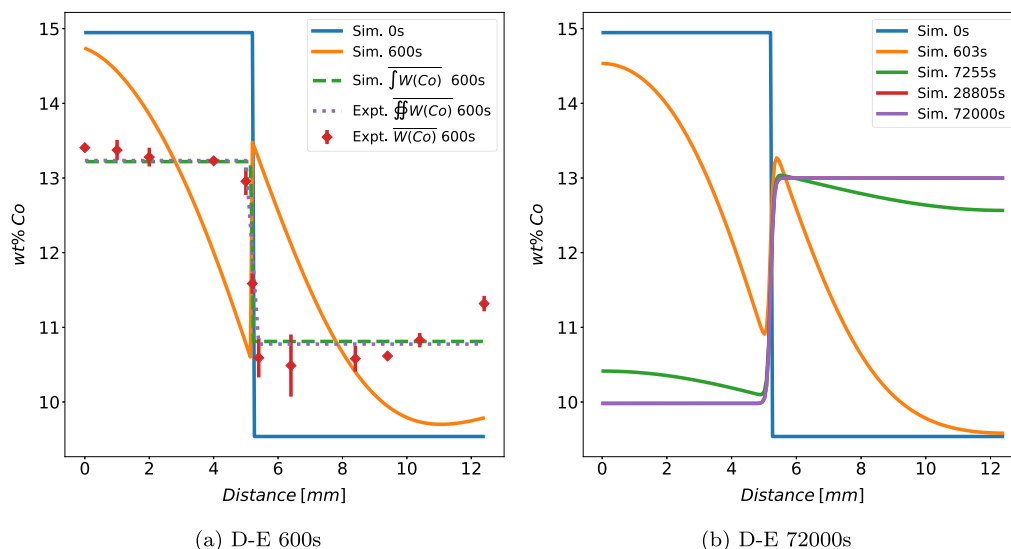 15
14
13
12
11
10
wt% Co
0
2
4
6
8
10
12
Distance [mm]
Sim. 0s
Sim. 600s
Sim. ∫W(Co) 600s
Expt. ∯W(Co) 600s
Expt. W(Co) 600s
(a) D-E 600s
15
14
13
12
11
10
wt% Co
0
2
4
6
8
10
12
Distance [mm]
Sim. 0s
Sim. 603s
Sim. 7255s
Sim. 28805s
Sim. 72000s
(b) D-E 72000s